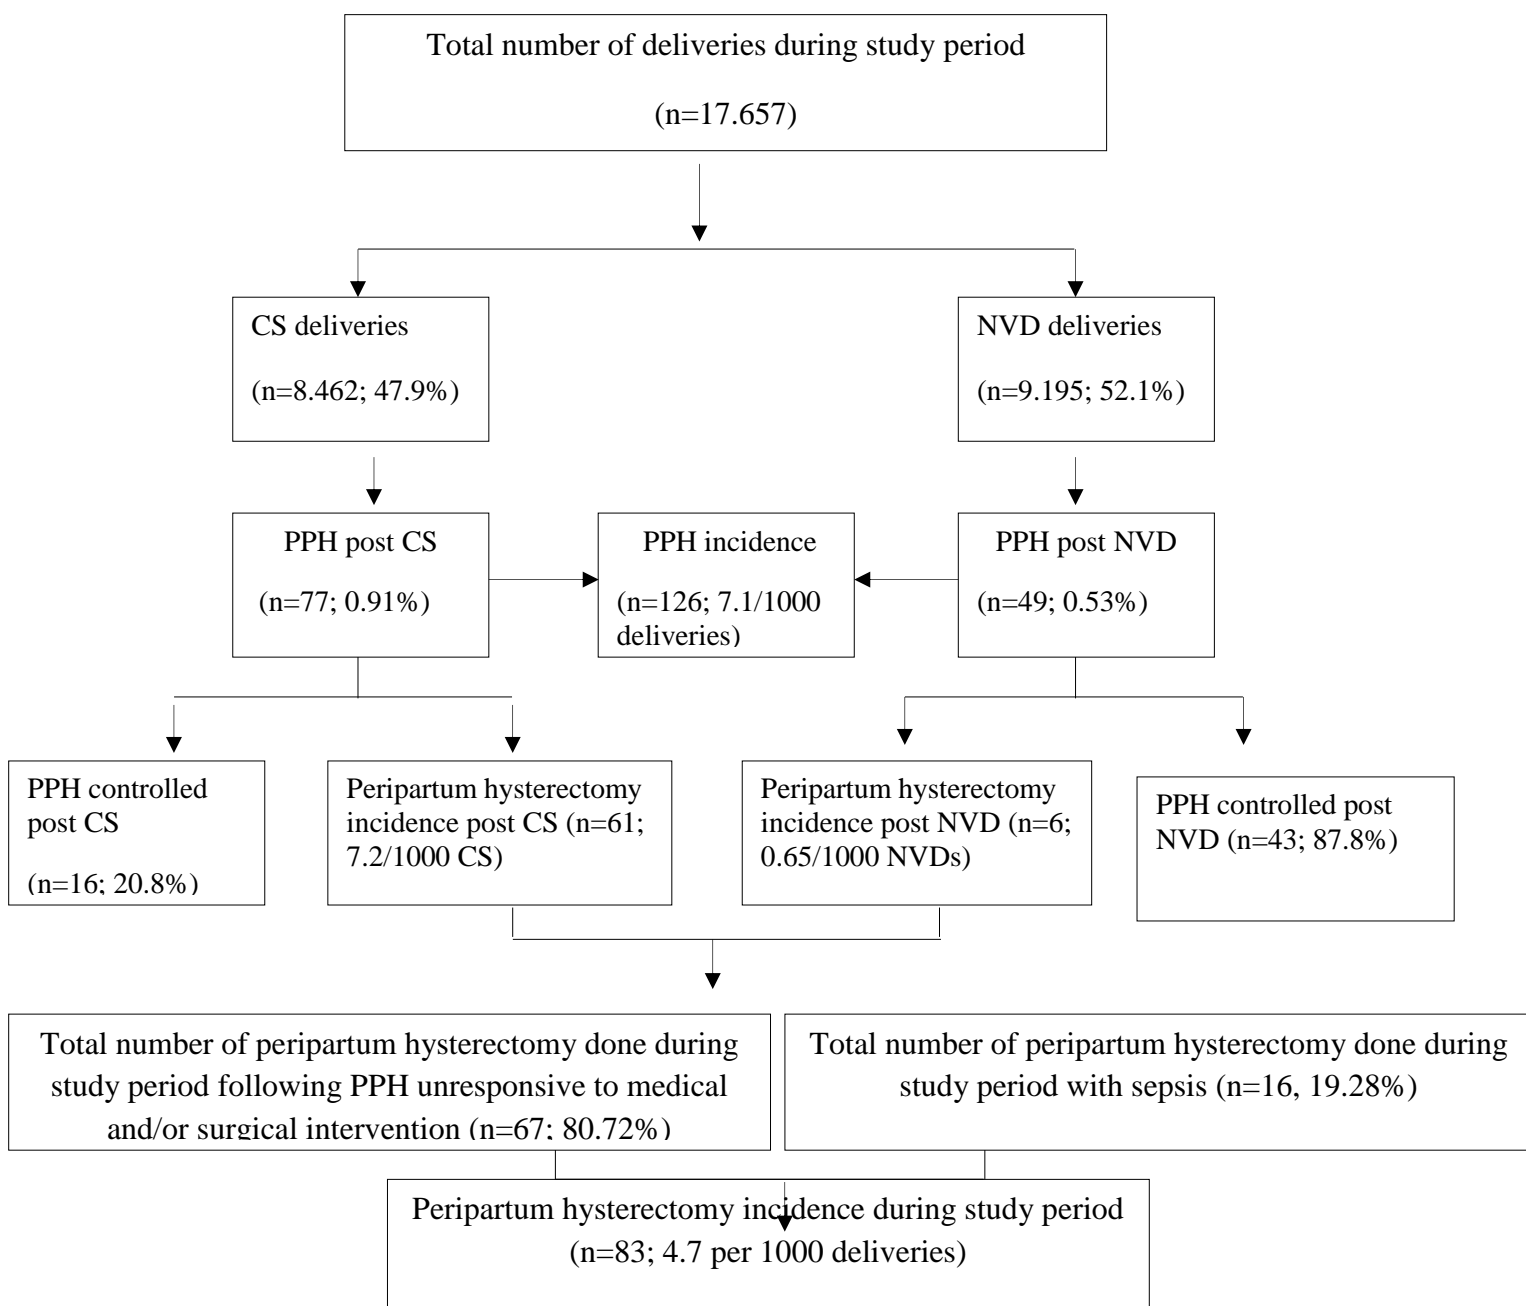 Total number of deliveries during study period
(n=17.657)
CS deliveries
(n=8.462; 47.9%)
NVD deliveries
(n=9.195; 52.1%)
PPH post CS
(n=77; 0.91%)
PPH incidence
(n=126; 7.1/1000
deliveries)
PPH post NVD
(n=49; 0.53%)
PPH controlled
post CS
(n=16; 20.8%)
Peripartum hysterectomy
incidence post CS (n=61;
7.2/1000 CS)
Peripartum hysterectomy
incidence post NVD (n=6;
0.65/1000 NVDs)
PPH controlled post
NVD (n=43; 87.8%)
Total number of peripartum hysterectomy done during
study period following PPH unresponsive to medical
and/or surgical intervention (n=67; 80.72%)
Total number of peripartum hysterectomy done during
study period with sepsis (n=16, 19.28%)
Peripartum hysterectomy incidence during study period
(n=83; 4.7 per 1000 deliveries)